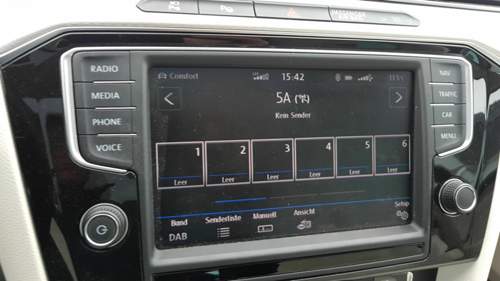 RADIO
MEDIA
PHONE
VOICE
NAV
TRAFFIC
CAR
MENU
Comfort
15:42
5A
Kein Sender
1 2 3 4 5 6
Leer Leer Leer Leer Leer Leer
Band Senderliste Manuell Ansicht Setup
DAB